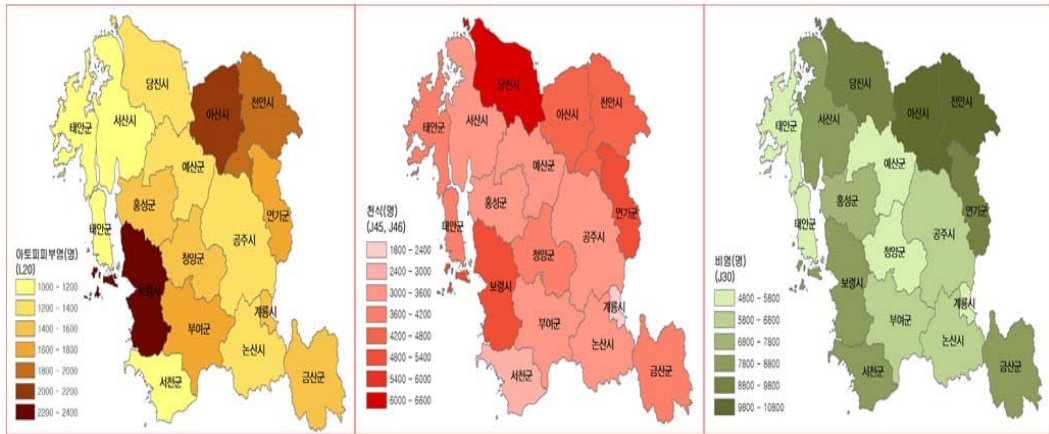 당진시
아산시
천안시
서산시
태안군
예산군
홍성군
연기군
태안군
공주시
청양군
보령시
계룡시
부여군
논산시
서천군
금산군
아토피피부염(명)
(L20)
1000 - 1200
1200 - 1400
1400 - 1600
1600 - 1800
1800 - 2000
2000 - 2200
2200 - 2400
당진시
아산시
천안시
서산시
태안군
예산군
홍성군
연기군
태안군
공주시
청양군
보령시
계룡시
부여군
논산시
서천군
금산군
천식(명)
(J45, J46)
1800 - 2400
2400 - 3000
3000 - 3600
3600 - 4200
4200 - 4800
4800 - 5400
5400 - 6000
6000 - 6600
당진시
아산시
천안시
서산시
태안군
예산군
홍성군
연기군
태안군
공주시
청양군
보령시
계룡시
부여군
논산시
서천군
금산군
비염(명)
(J30)
4800 - 5800
5800 - 6800
6800 - 7800
7800 - 8800
8800 - 9800
9800 - 10800